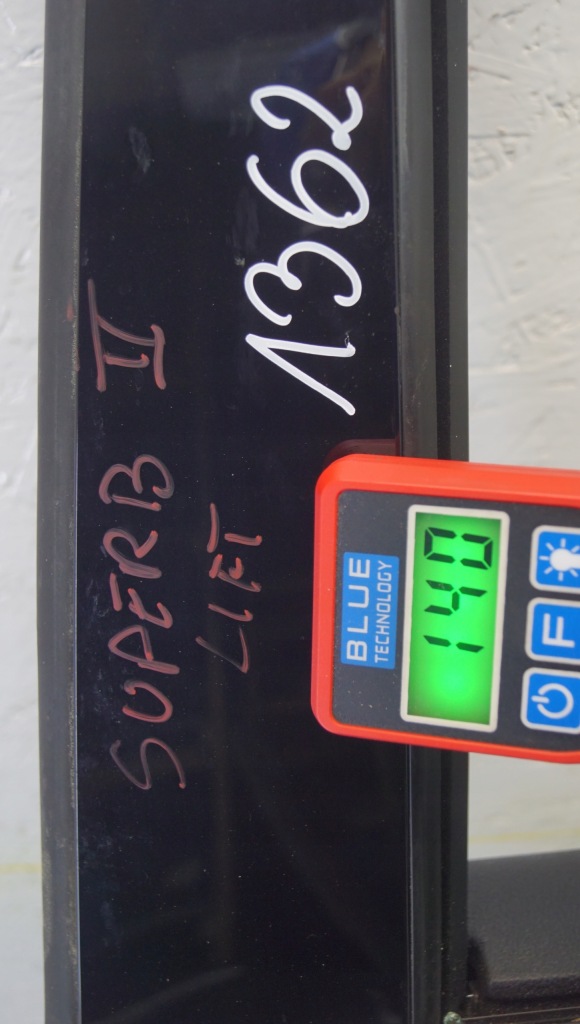 1362
SUPERB II
LIFT
BLUE
TECHNOLOGY
140
F